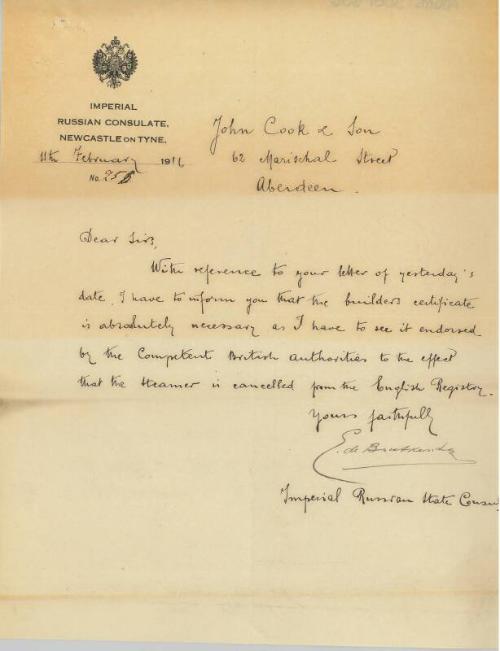 IMPERIAL
RUSSIAN CONSULATE,
NEWCASTLE ON TYNE.
11th February 1916
No. 256
John Cook & Son
62 Marischal Street
Aberdeen.
Dear Sirs,
With reference to your letter of yesterday's
date, I have to inform you that the builders certificate
is absolutely necessary as I have to see it endorsed
by the Competent British authorities to the effect
that the steamer is cancelled from the English Registry.
Yours faithfully
E. de
Imperial Russian State Consul